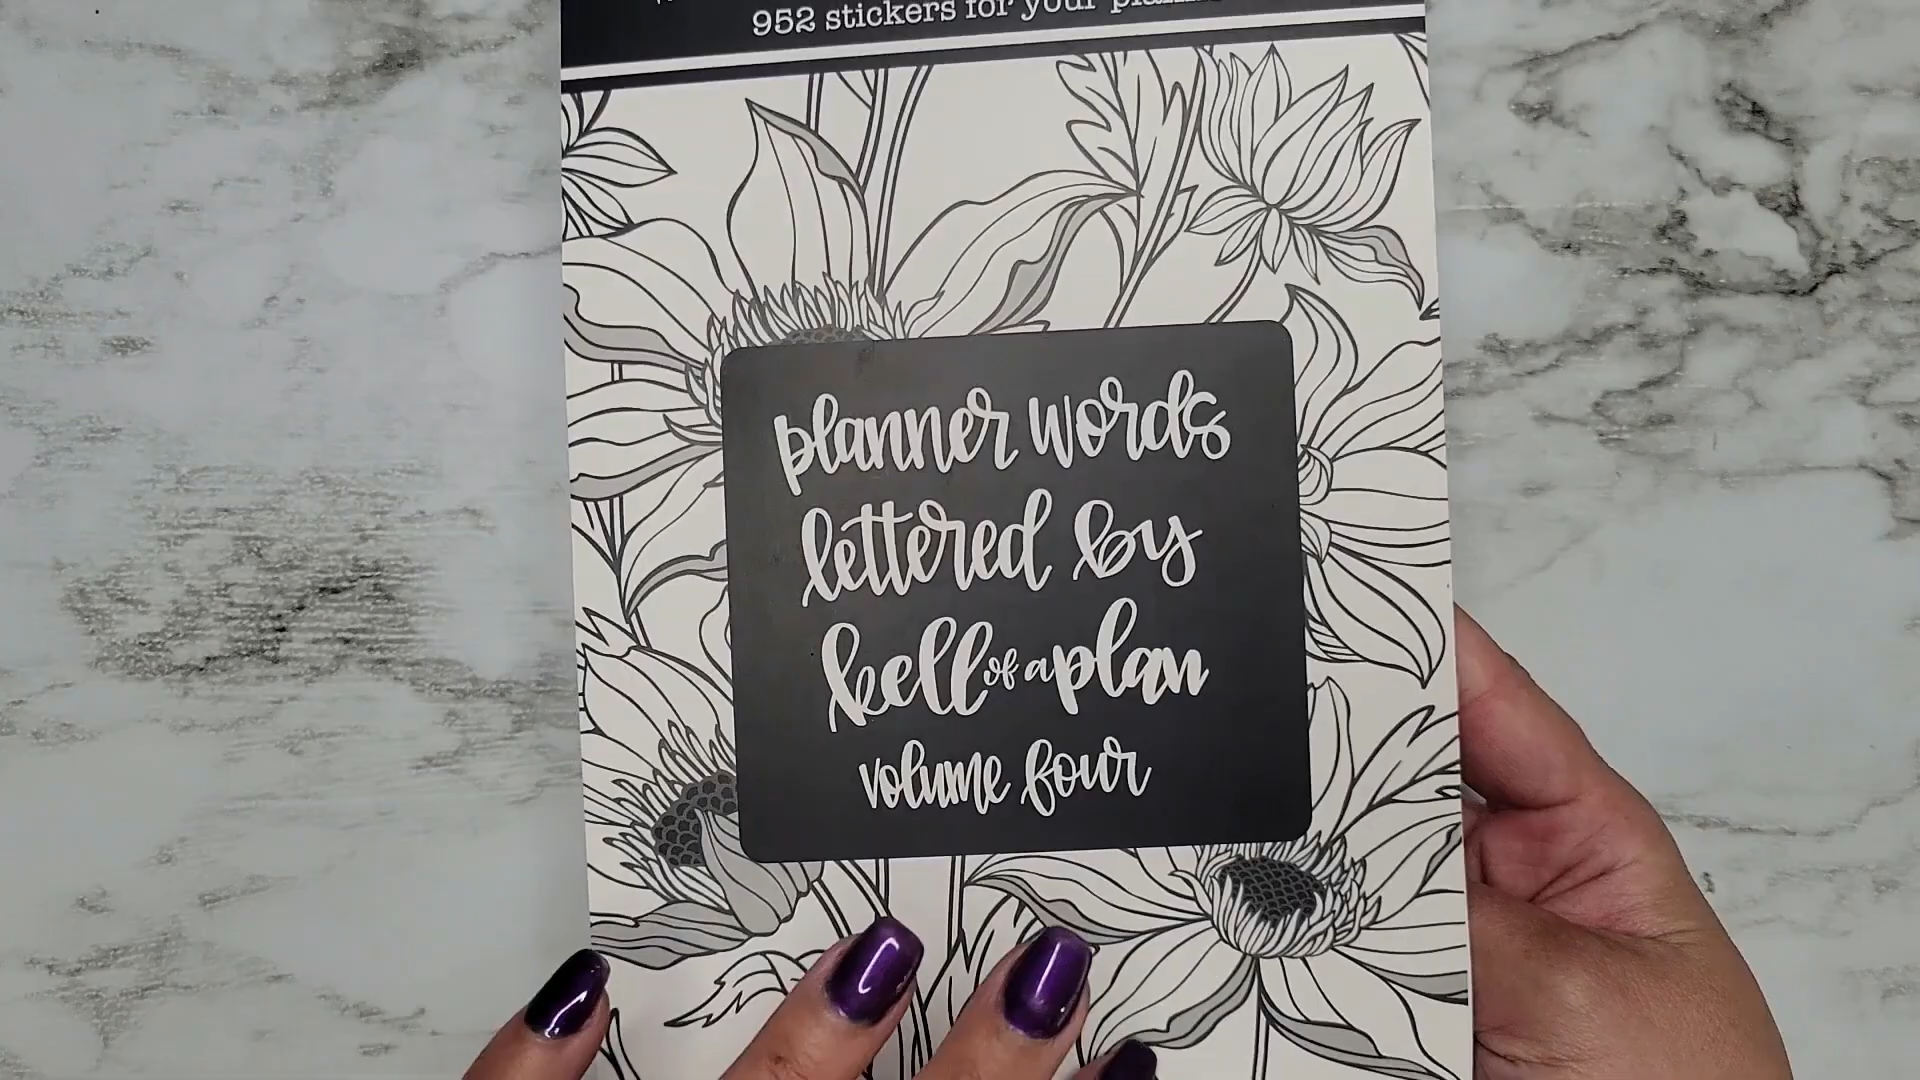 952 stickers for your
planner words
lettered by
kell of a plan
volume four